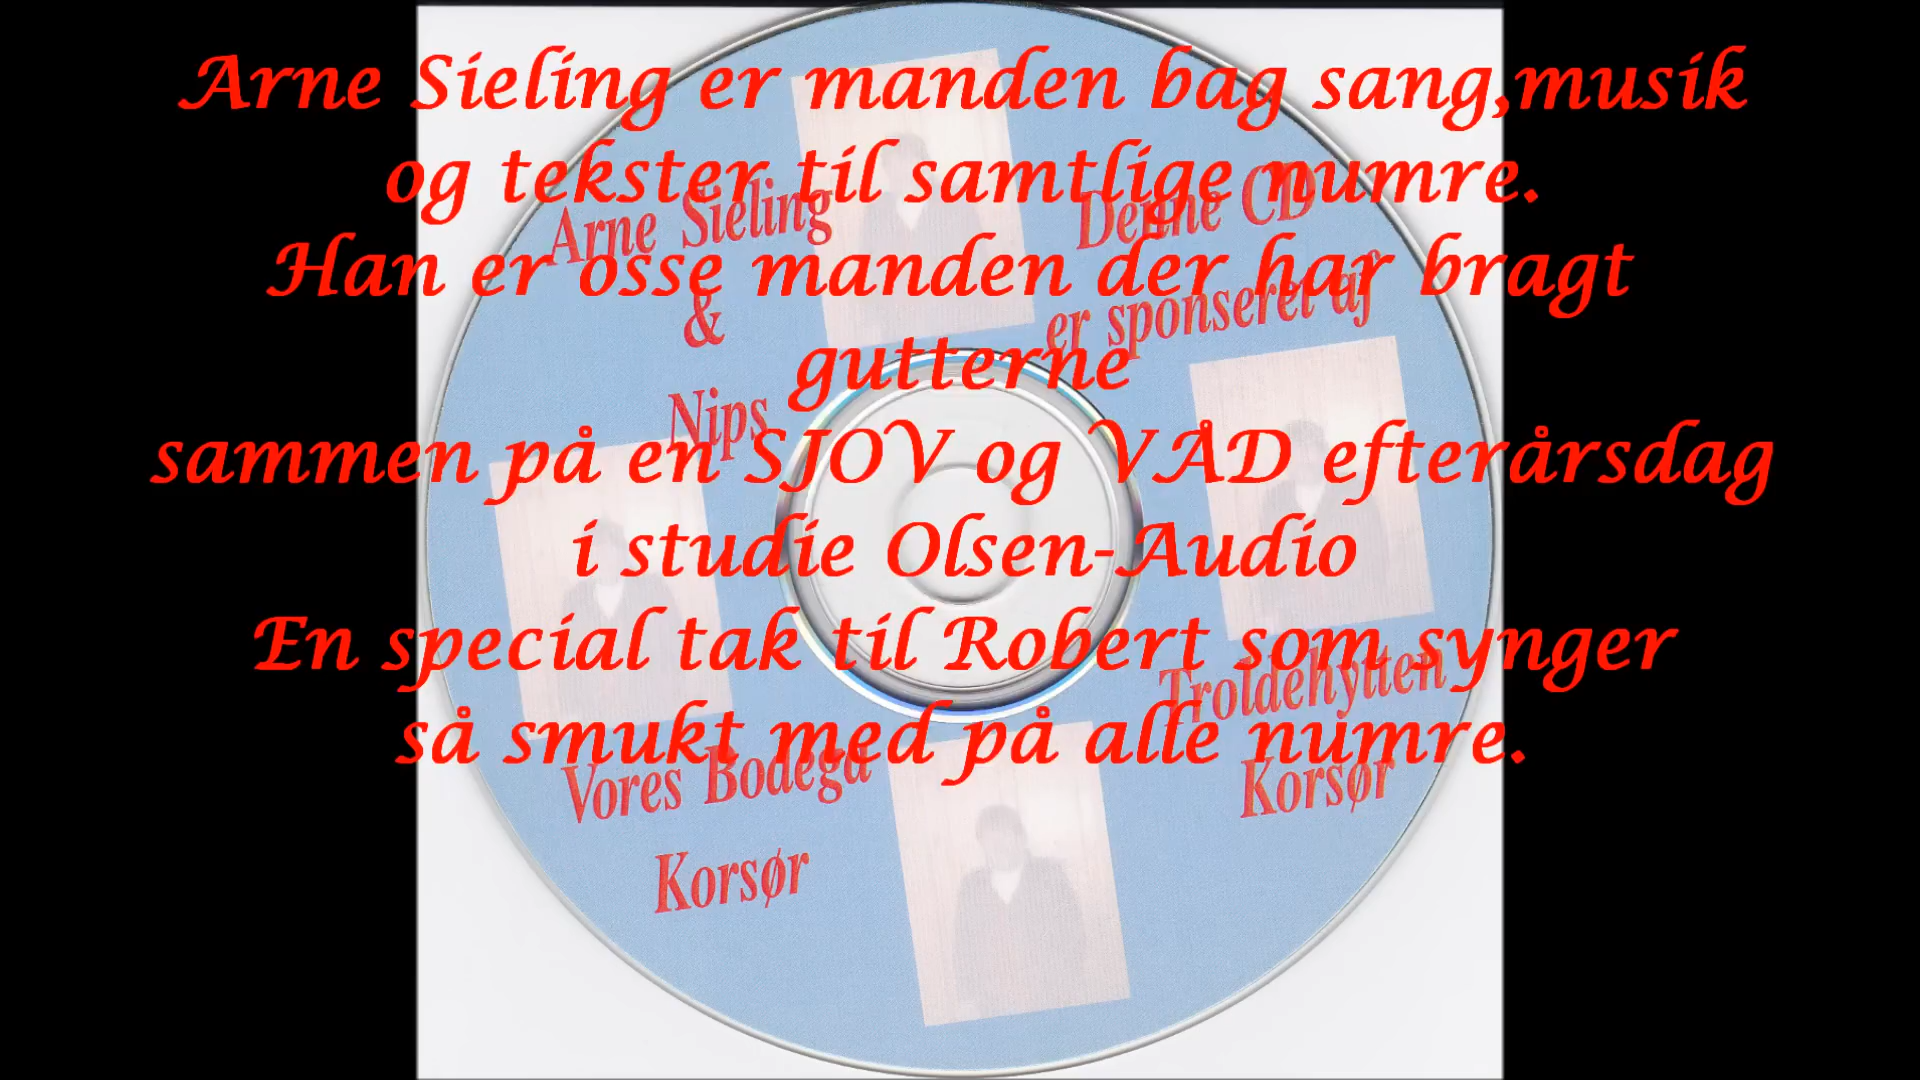 Arne Sieling er manden bag sang,musik
og tekster til samtlige numre.
Han er osse manden der har bragt
gutterne
sammen på en SJOV og VÅD efterårsdag
i studie Olsen-Audio
En special tak til Robert som synger
så smukt med på alle numre.
Arne Sieling
&
Nips
Denne CD
er sponseret af
Troldehytten
Korsør
Vores Bodega
Korsør